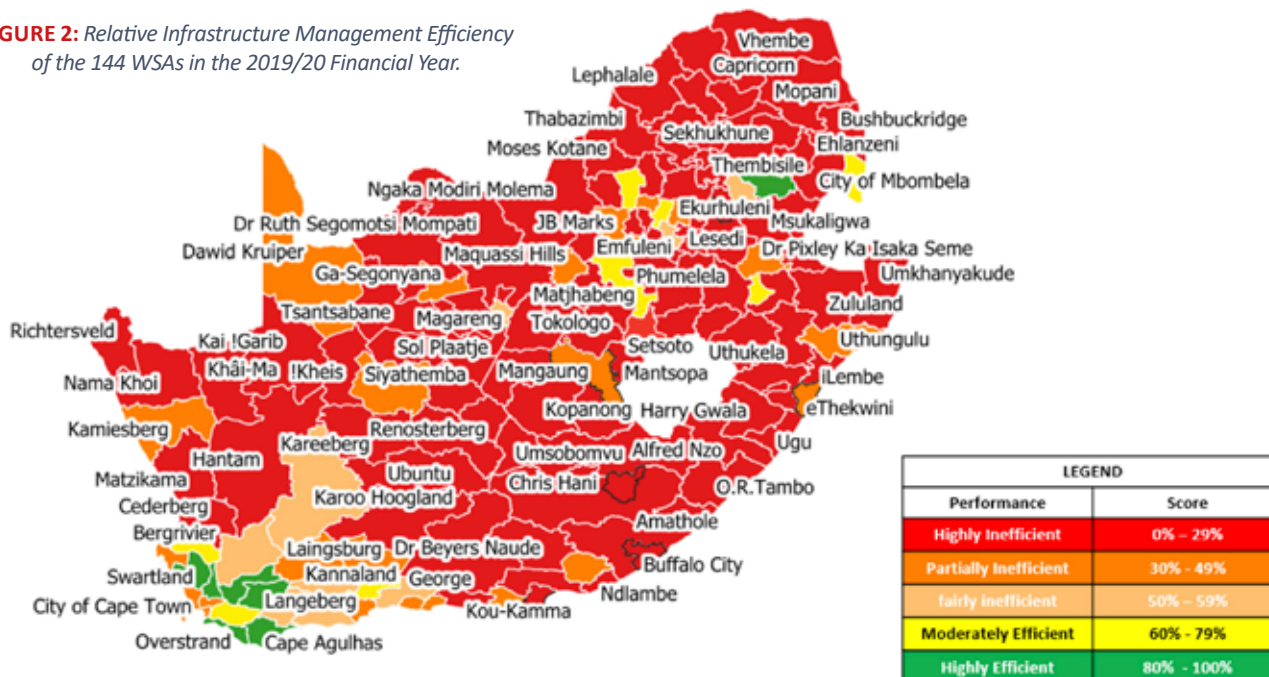 GURE 2: Relative Infrastructure Management Efficiency
of the 144 WSAs in the 2019/20 Financial Year.
Vhembe
Capricorn
Lephalale
Mopani
Thabazimbi
Bushbuckridge
Sekhukhune
Ehlanzeni
Moses Kotane
Thembisile
City of Mbombela
Ngaka Modiri Molema
Ekurhuleni
Dr Ruth Segomotsi Mompati
JB Marks
Msukaligwa
Emfuleni
Lesedi
Dawid Kruiper
Maquassi Hills
Dr Pixley Ka Isaka Seme
Ga-Segonyana
Phumelela
Umkhanyakude
Matjhabeng
Zululand
Tsantsabane
Magareng
Tokologo
Richtersveld
Kai !Garib
Sol Plaatje
Setsoto
Uthukela
Uthungulu
Khâi-Ma
!Kheis
Siyathemba
Mangaung
Mantsopa
iLembe
Nama Khoi
Kopanong
Harry Gwala
eThekwini
Kamiesberg
Renosterberg
Ugu
Kareeberg
Umsobomvu
Alfred Nzo
Hantam
Ubuntu
Chris Hani
O.R.Tambo
Matzikama
Karoo Hoogland
Cederberg
Amathole
Bergrivier
Laingsburg
Dr Beyers Naude
Buffalo City
Swartland
Kannaland
George
Ndlambe
City of Cape Town
Langeberg
Kou-Kamma
Overstrand
Cape Agulhas
LEGEND
Performance Score
Highly Inefficient 0% – 29%
Partially Inefficient 30% - 49%
fairly inefficient 50% – 59%
Moderately Efficient 60% - 79%
Highly Efficient 80% - 100%